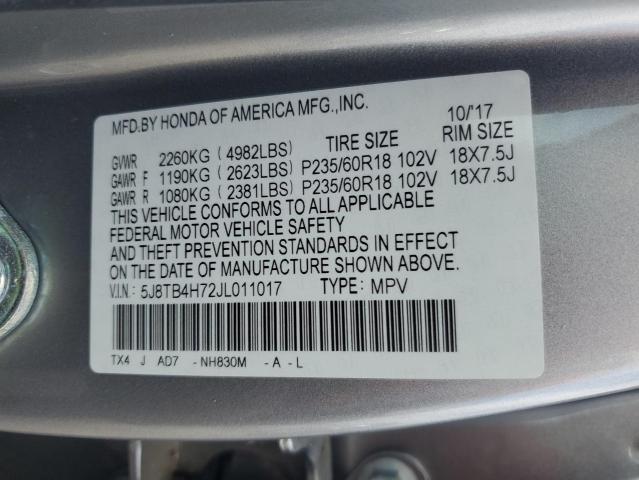 MFD.BY HONDA OF AMERICA MFG.,INC. 10/'17
TIRE SIZE RIM SIZE
GVWR 2260KG ( 4982LBS)
GAWR F 1190KG ( 2623LBS) P235/60R18 102V 18X7.5J
GAWR R 1080KG ( 2381LBS) P235/60R18 102V 18X7.5J
THIS VEHICLE CONFORMS TO ALL APPLICABLE
FEDERAL MOTOR VEHICLE SAFETY
AND THEFT PREVENTION STANDARDS IN EFFECT
ON THE DATE OF MANUFACTURE SHOWN ABOVE.
V.I.N: 5J8TB4H72JL011017 TYPE: MPV
TX4 J AD7 -NH830M -A-L